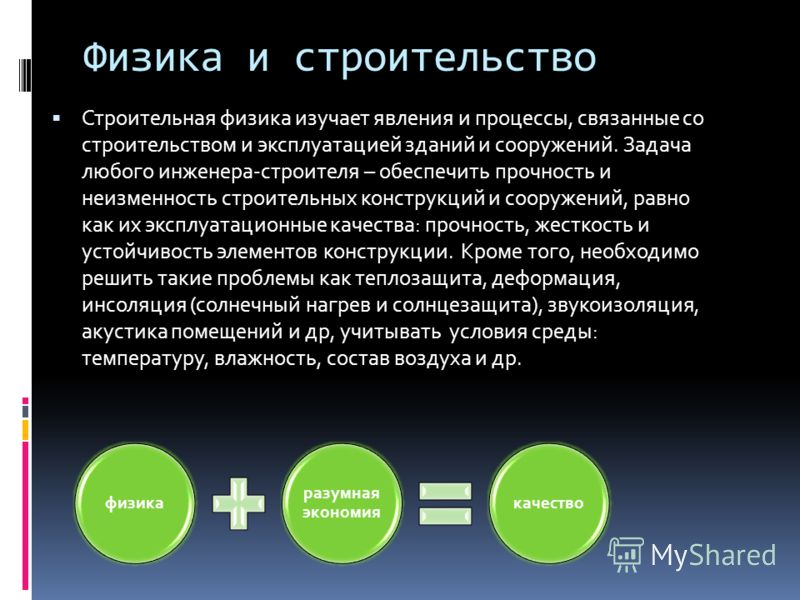 Физика и строительство
Строительная физика изучает явления и процессы, связанные со
строительством и эксплуатацией зданий и сооружений. Задача
любого инженера-строителя – обеспечить прочность и
неизменность строительных конструкций и сооружений, равно
как их эксплуатационные качества: прочность, жесткость и
устойчивость элементов конструкции. Кроме того, необходимо
решить такие проблемы как теплозащита, деформация,
инсоляция (солнечный нагрев и солнцезащита), звукоизоляция,
акустика помещений и др, учитывать условия среды:
температуру, влажность, состав воздуха и др.
физика
разумная
экономия
качество
MyShared